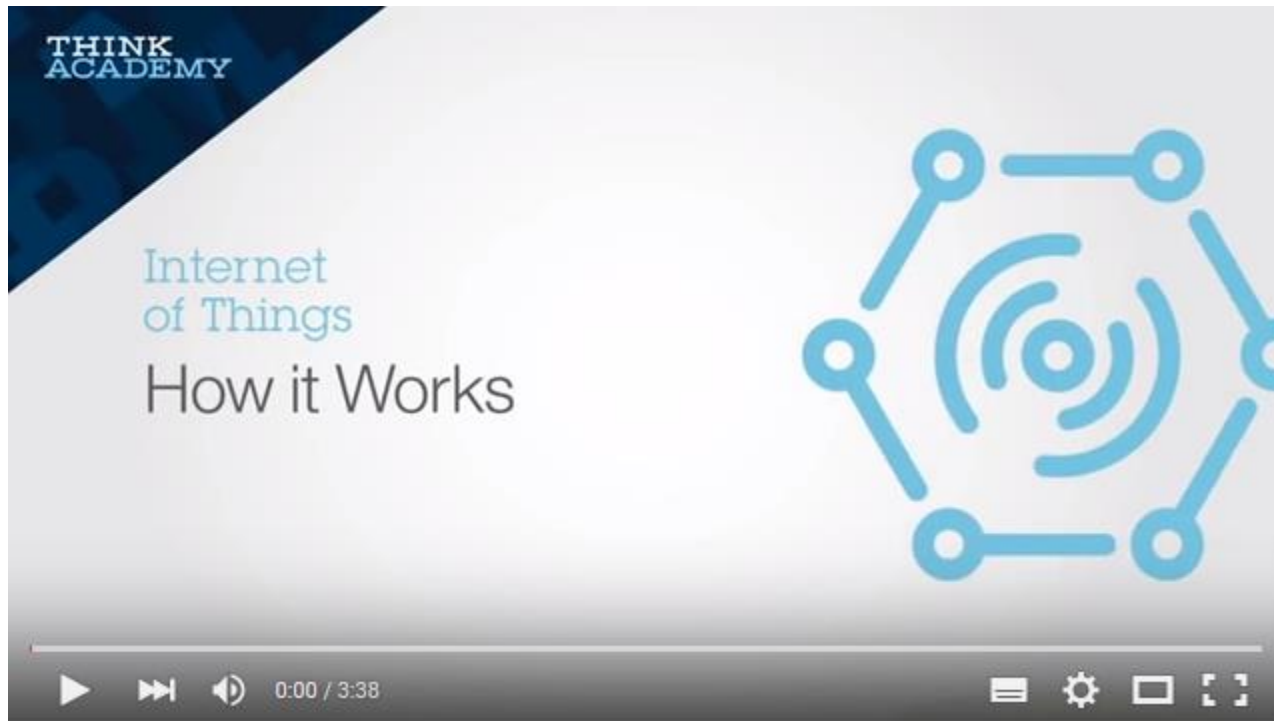 THINK
ACADEMY
Internet
of Things
How it Works
0:00 / 3:38